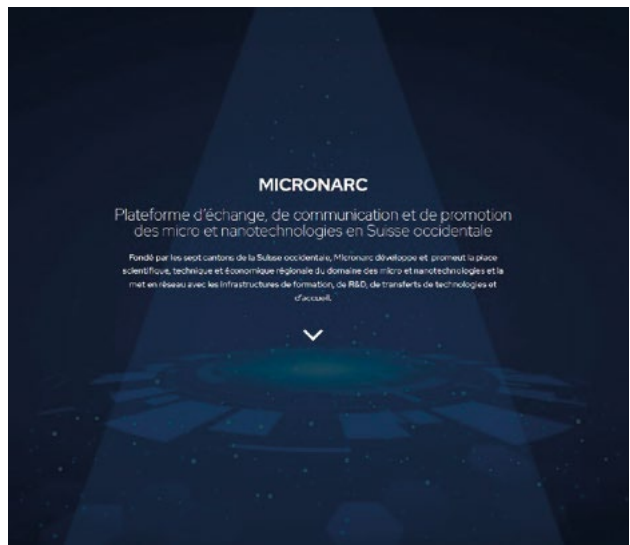 MICRONARC
Plateforme d'échange, de communication et de promotion
des micro et nanotechnologies en Suisse occidentale
Fondé par les sept cantons de la Suisse occidentale, Micronarc développe et promeut la place
scientifique, technique et économique régionale du domaine des micro et nanotechnologies et la
met en réseau avec les infrastructures de formation, de R&D, de transferts de technologies et
d'accueil.